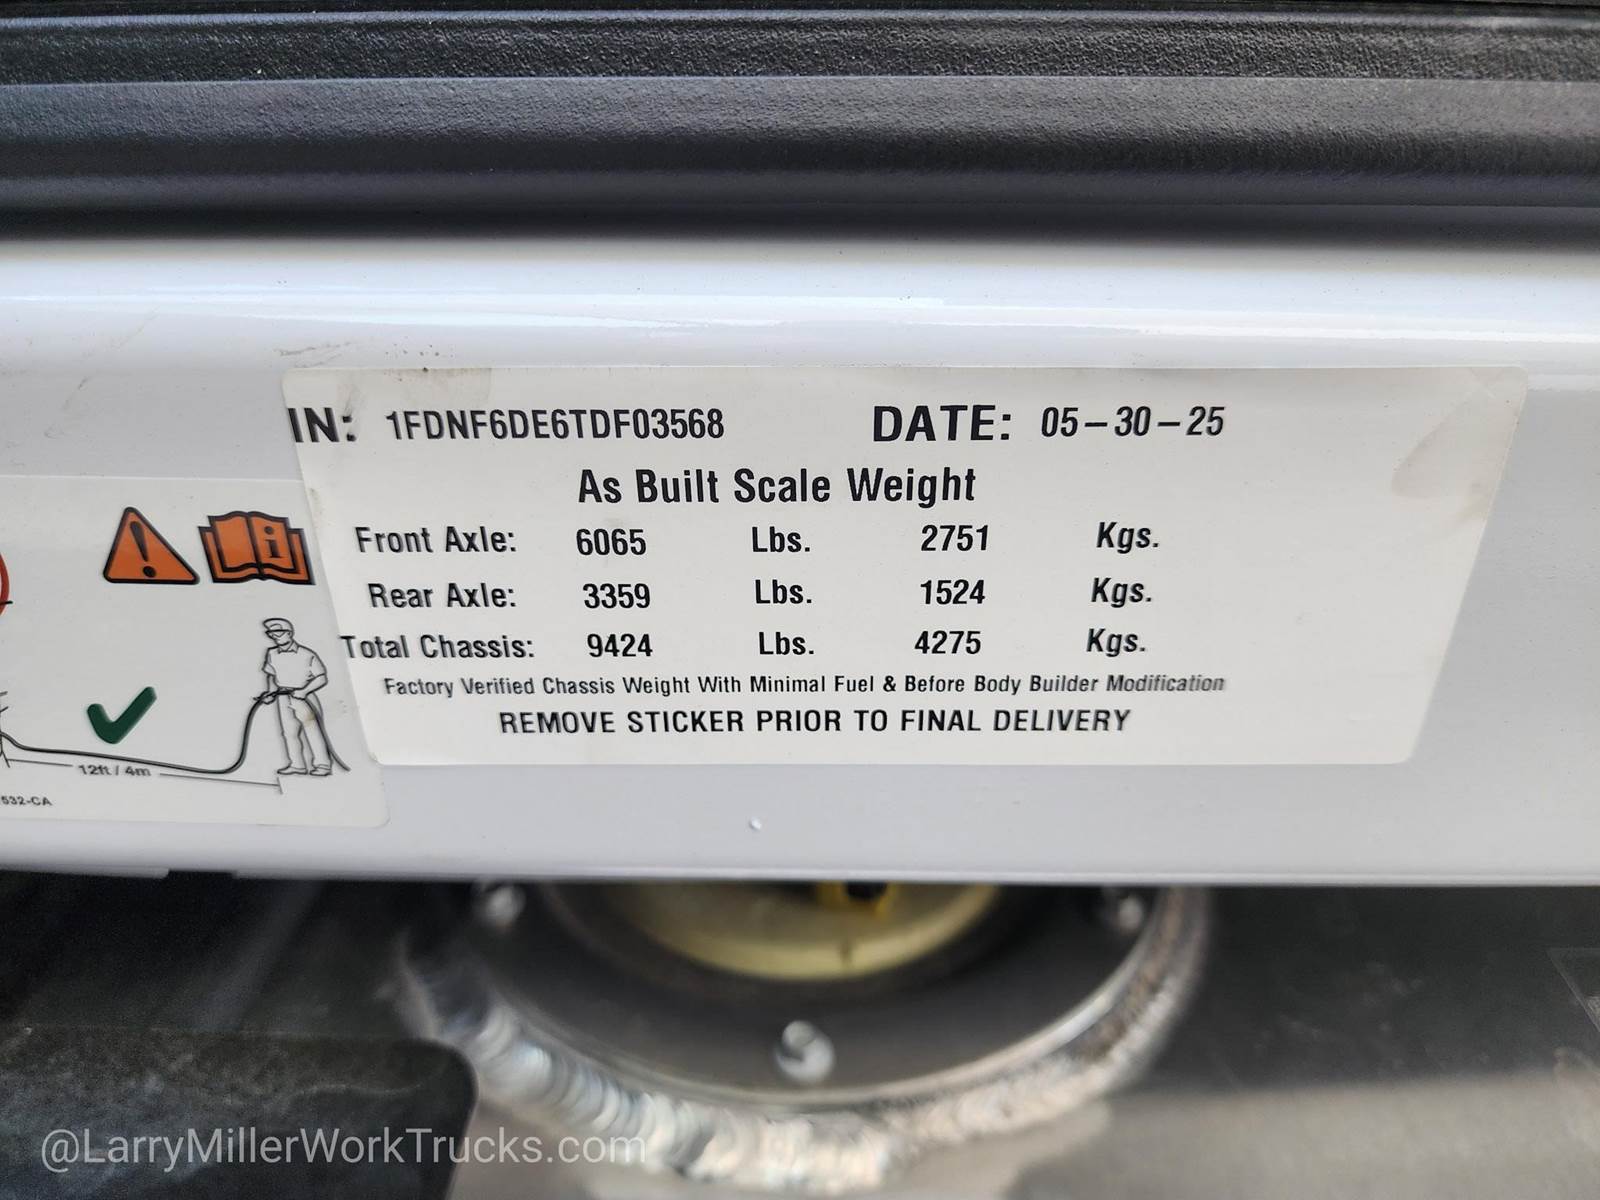 IN: 1FDNF6DE6TDF03568 DATE: 05-30-25
As Built Scale Weight
Front Axle: 6065 Lbs. 2751 Kgs.
Rear Axle: 3359 Lbs. 1524 Kgs.
Total Chassis: 9424 Lbs. 4275 Kgs.
Factory Verified Chassis Weight With Minimal Fuel & Before Body Builder Modification
REMOVE STICKER PRIOR TO FINAL DELIVERY
12ft / 4m
532-CA
@LarryMillerWorkTrucks.com